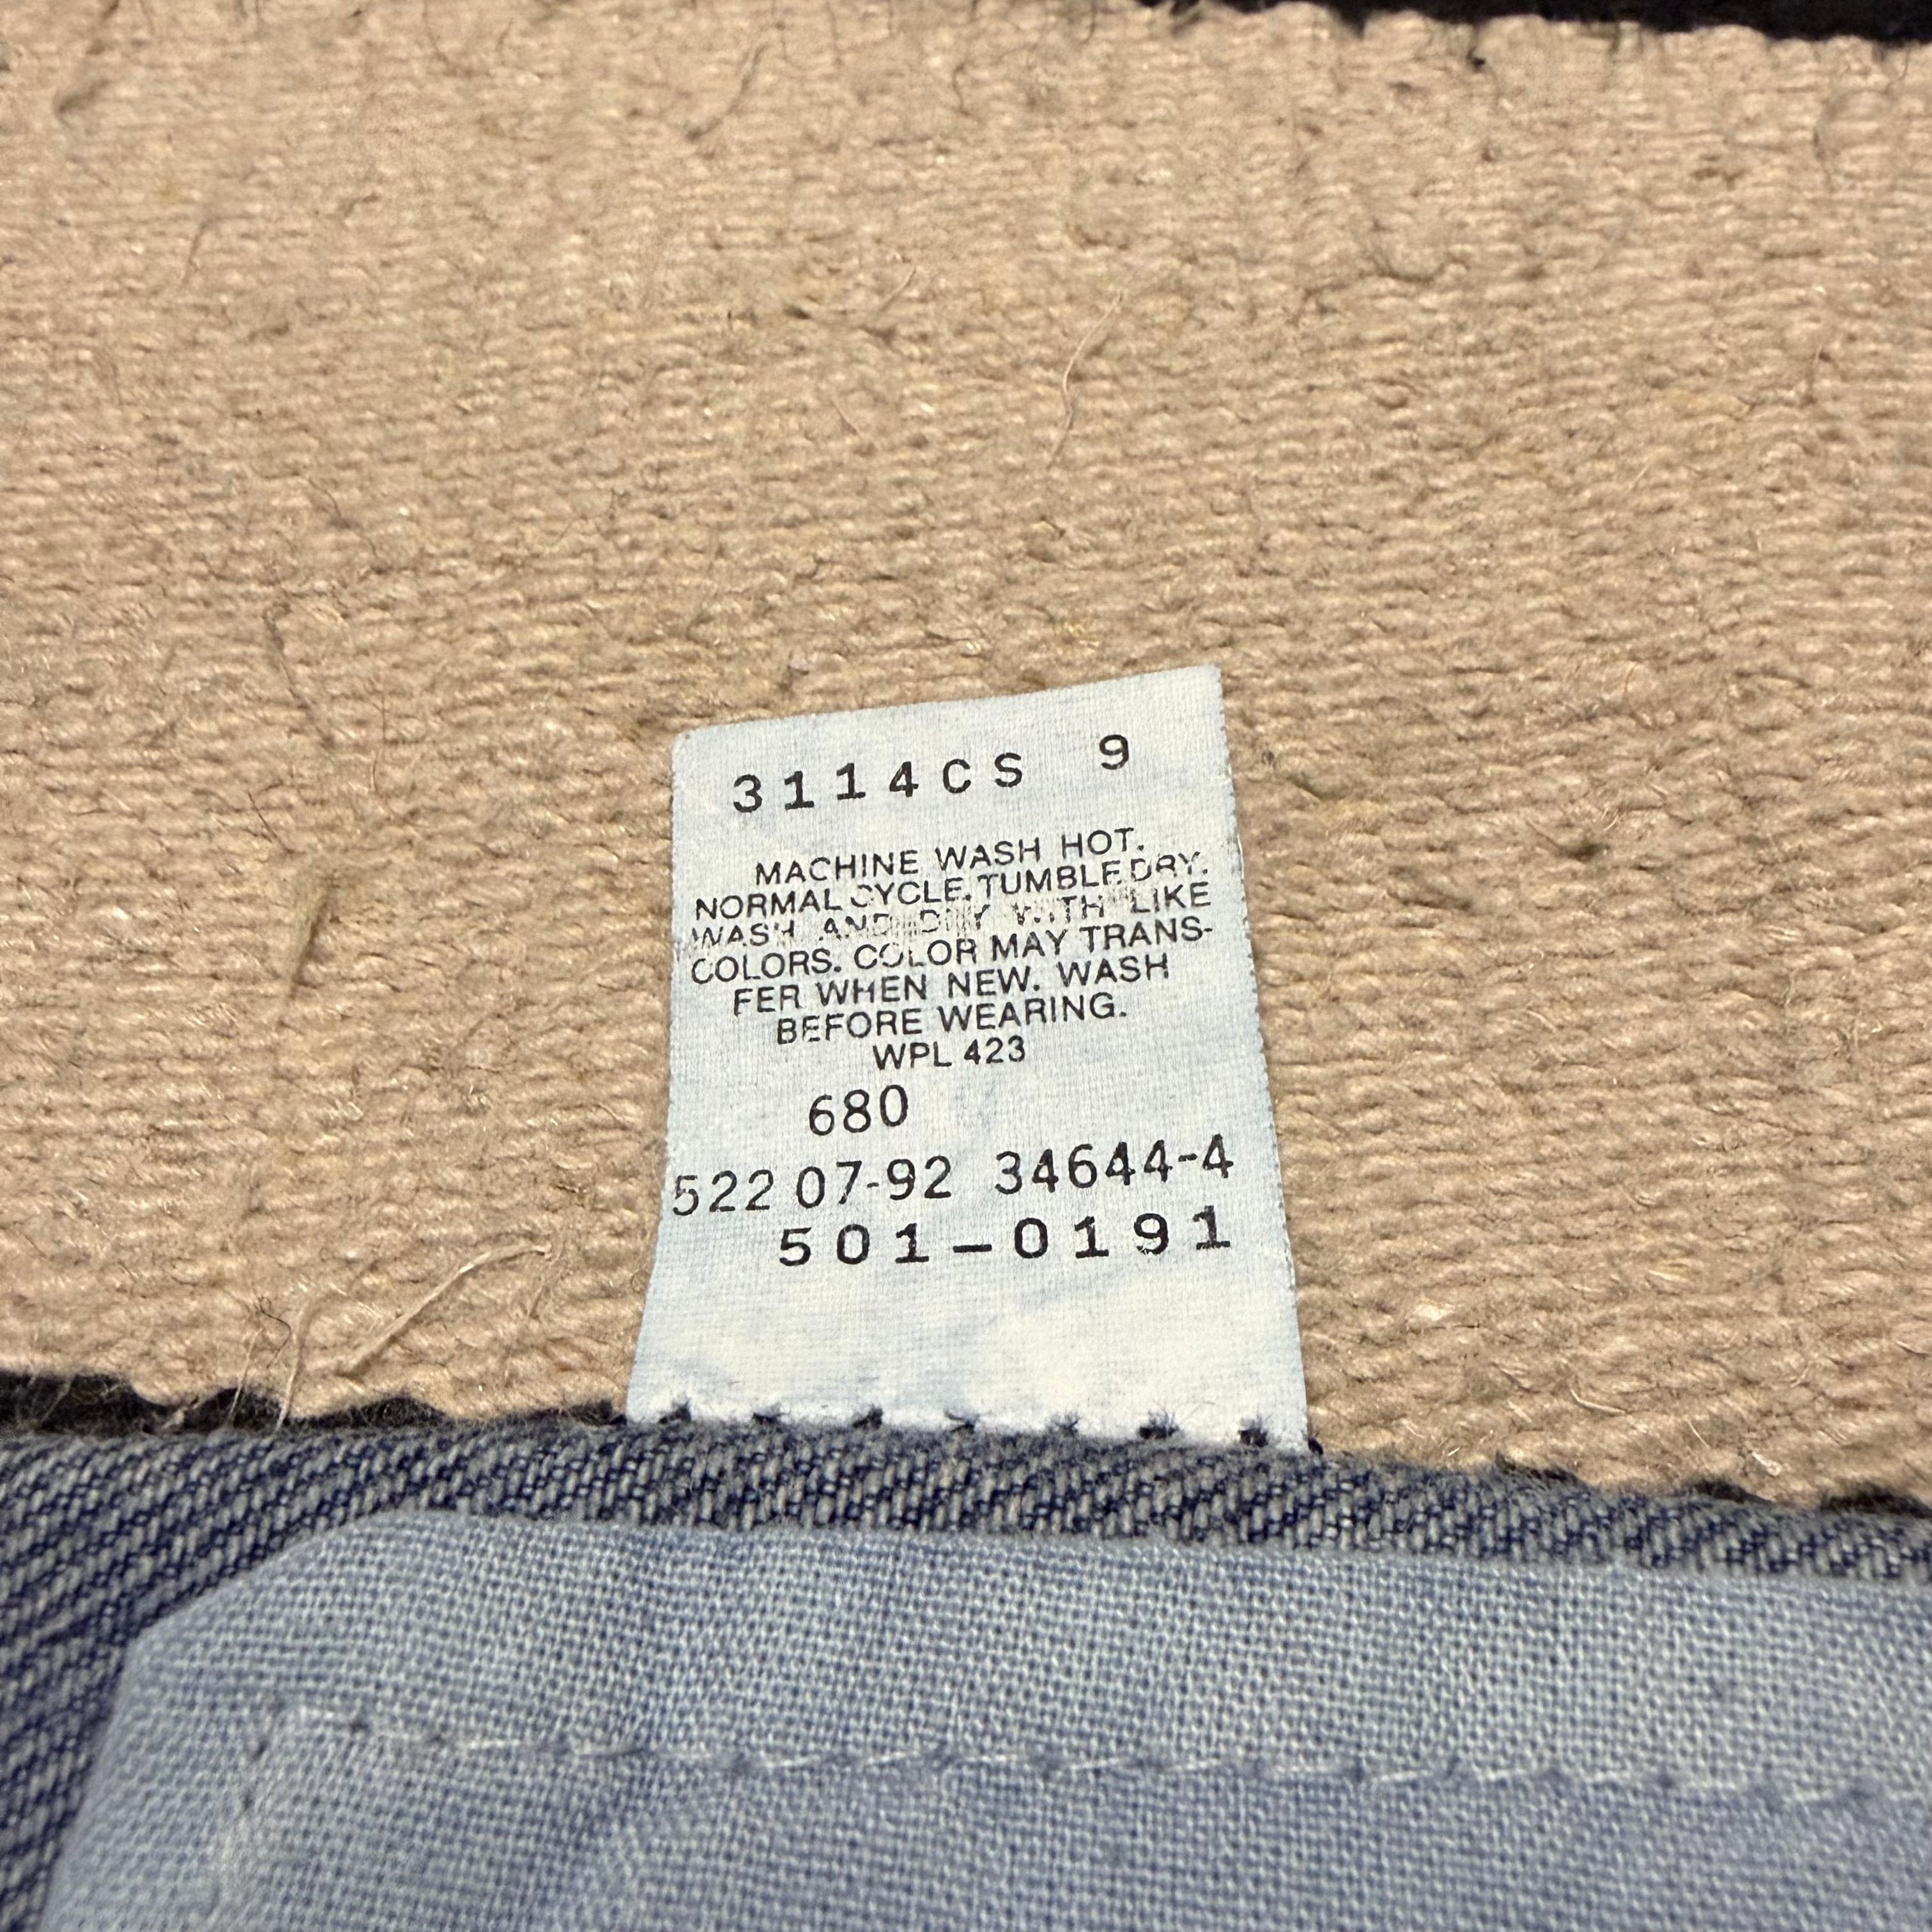 3114CS 9
MACHINE WASH HOT.
NORMAL CYCLE. TUMBLE DRY.
WASH AND DRY WITH LIKE
COLORS. COLOR MAY TRANS-
FER WHEN NEW. WASH
BEFORE WEARING.
WPL 423
680
522 07-92 34644-4
501-0191